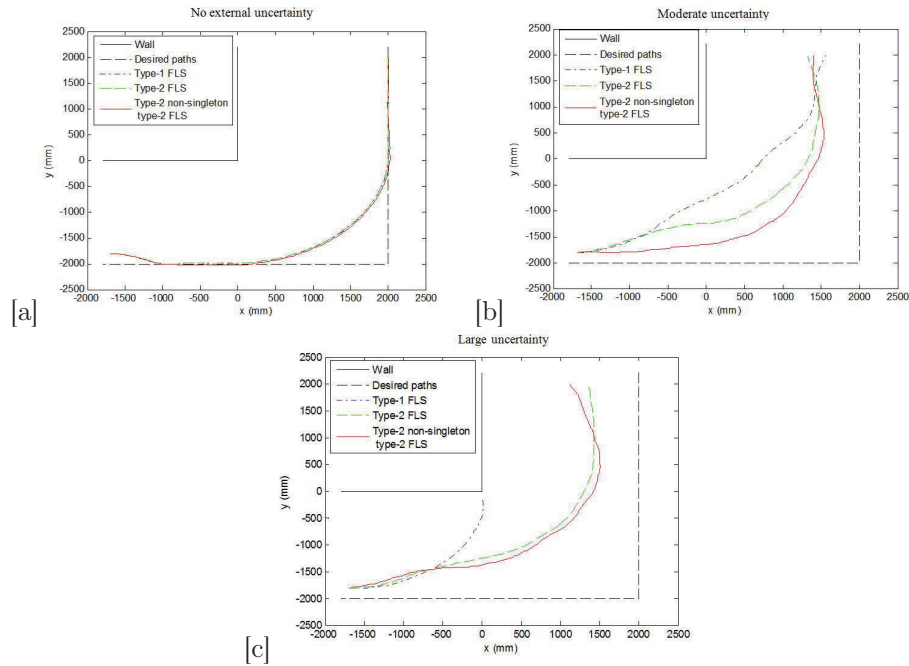 No external uncertainty
2500
2000
1500
1000
500
0
-500
-1000
-1500
-2000
-2500
y (mm)
Wall
Desired paths
Type-1 FLS
Type-2 FLS
Type-2 non-singleton
type-2 FLS
-2000 -1500 -1000 -500 0 500 1000 1500 2000 2500
x (mm)
[a]
Moderate uncertainty
2500
2000
1500
1000
500
0
-500
-1000
-1500
-2000
-2500
y (mm)
Wall
Desired paths
Type-1 FLS
Type-2 FLS
Type-2 non-singleton
type-2 FLS
-2000 -1500 -1000 -500 0 500 1000 1500 2000 2500
x (mm)
[b]
Large uncertainty
2500
2000
1500
1000
500
0
-500
-1000
-1500
-2000
-2500
y (mm)
Wall
Desired paths
Type-1 FLS
Type-2 FLS
Type-2 non-singleton
type-2 FLS
-2000 -1500 -1000 -500 0 500 1000 1500 2000 2500
x (mm)
[c]